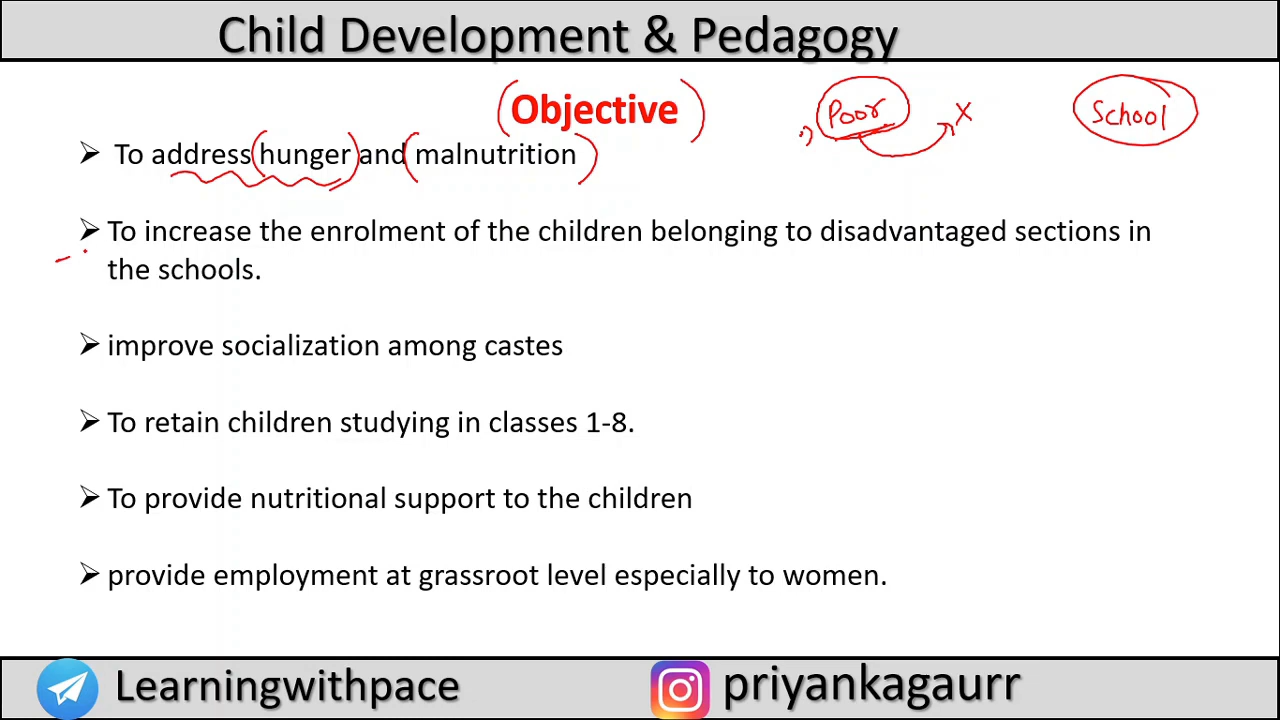 Child Development & Pedagogy
Objective
Poor
x
School
➢ To address hunger and malnutrition
➢ To increase the enrolment of the children belonging to disadvantaged sections in
the schools.
➢ improve socialization among castes
➢ To retain children studying in classes 1-8.
➢ To provide nutritional support to the children
➢ provide employment at grassroot level especially to women.
Learningwithpace
priyankagaurr